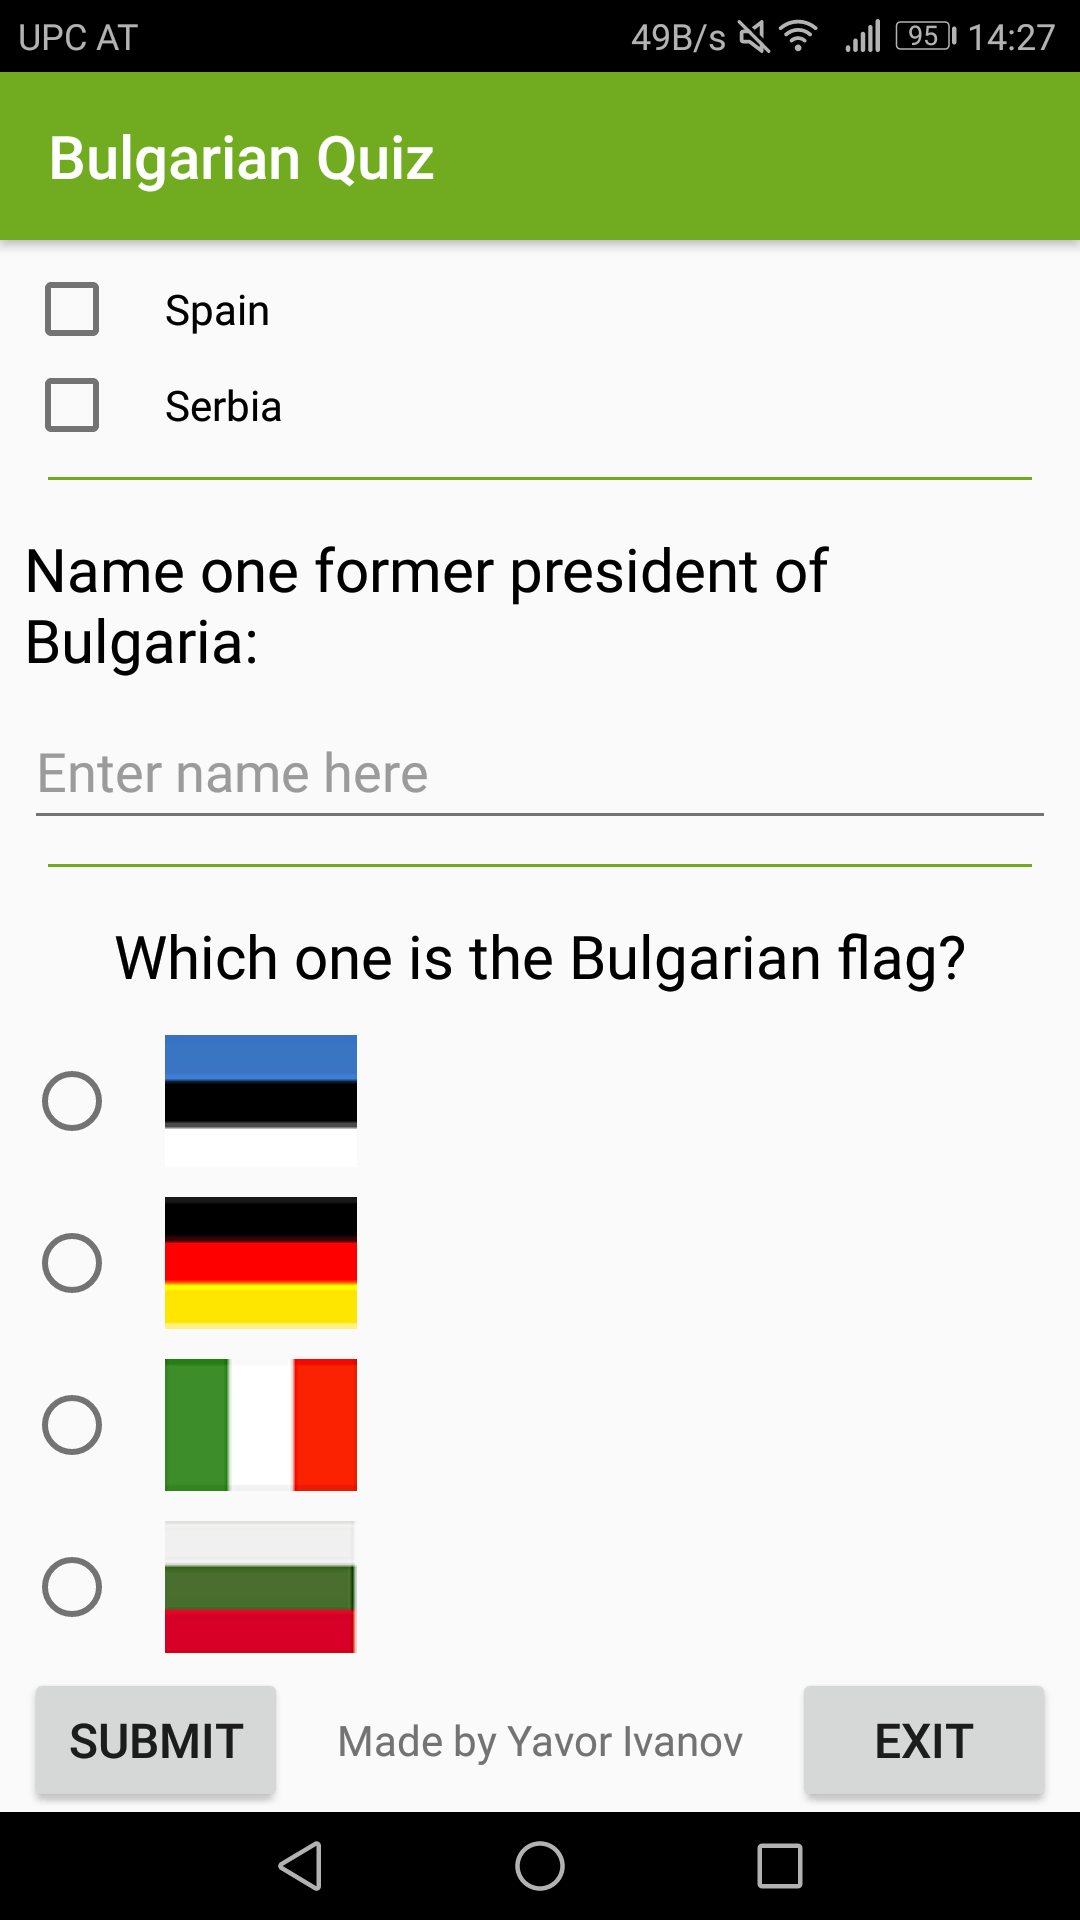 UPC AT 49B/s 95 14:27
Bulgarian Quiz
Spain
Serbia
Name one former president of
Bulgaria:
Enter name here
Which one is the Bulgarian flag?
SUBMIT Made by Yavor Ivanov EXIT